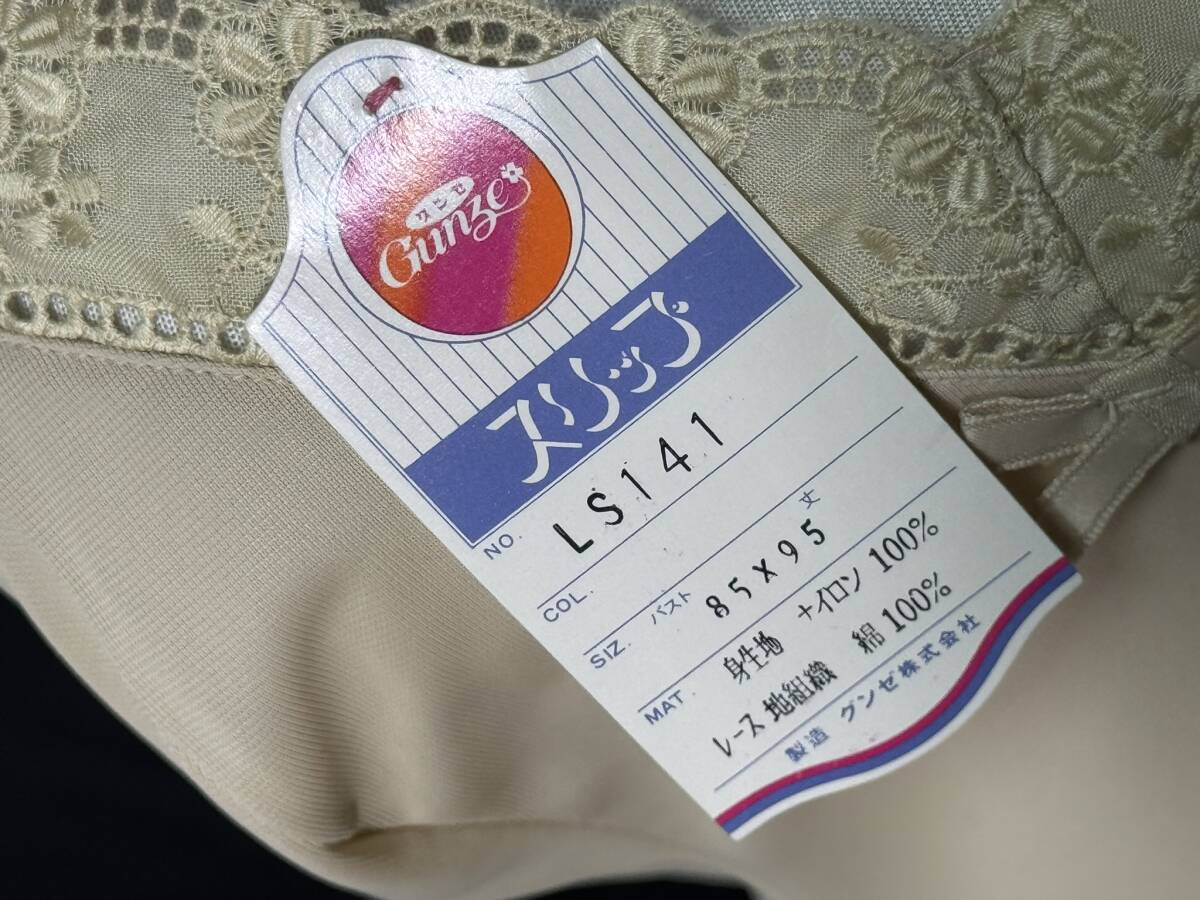 グンゼ
Gunze
スリップ
NO. LS141
COL.
SIZ. バスト 85×95 丈
MAT. 身生地 ナイロン 100%
レース地組織 綿 100%
製造 グンゼ株式会社